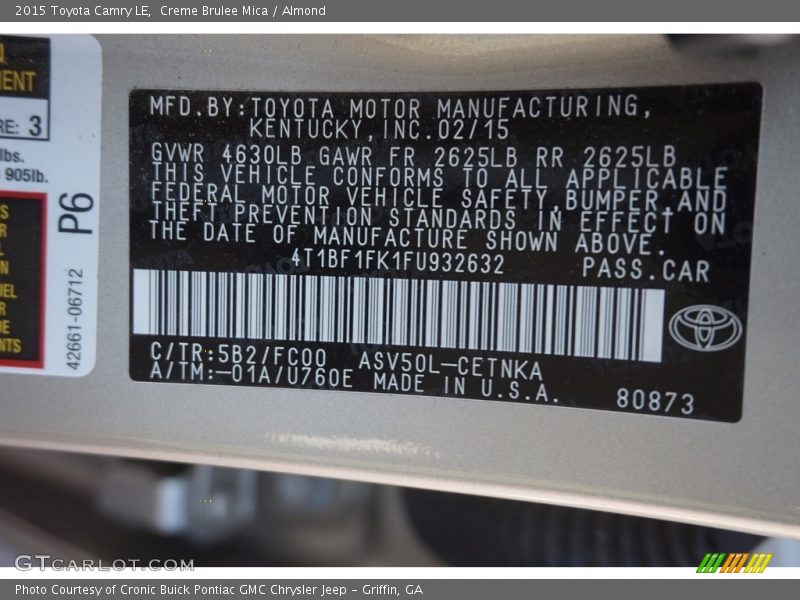 2015 Toyota Camry LE, Creme Brulee Mica / Almond
MFD.BY:TOYOTA MOTOR MANUFACTURING,
KENTUCKY,INC.02/15
GVWR 4630LB GAWR FR 2625LB RR 2625LB
THIS VEHICLE CONFORMS TO ALL APPLICABLE
FEDERAL MOTOR VEHICLE SAFETY,BUMPER,AND
THEFT PREVENTION STANDARDS IN EFFECT ON
THE DATE OF MANUFACTURE SHOWN ABOVE.
4T1BF1FK1FU932632 PASS.CAR
C/TR:5B2/FC00 ASV50L-CETNKA
A/TM:-01A/U760E MADE IN U.S.A.
80873
RE: 3
lbs.
905lb.
P6
42661-06712
GTCARLOT.COM
Photo Courtesy of Cronic Buick Pontiac GMC Chrysler Jeep - Griffin, GA